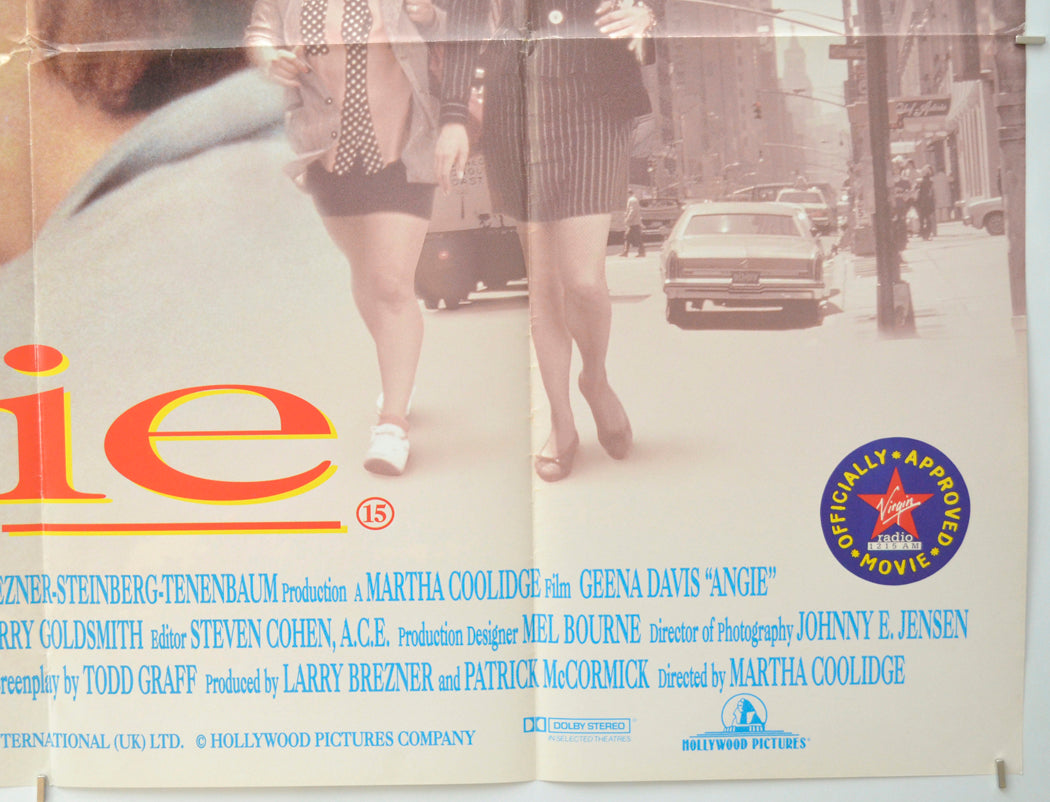 ie
15
OFFICIALLY APPROVED
Virgin
radio
1215 AM
MOVIE
EZNER-STEINBERG-TENENBAUM Production A MARTHA COOLIDGE Film GEENA DAVIS “ANGIE”
RRY GOLDSMITH Editor STEVEN COHEN, A.C.E. Production Designer MEL BOURNE Director of Photography JOHNNY E. JENSEN
reenplay by TODD GRAFF Produced by LARRY BREZNER and PATRICK McCORMICK Directed by MARTHA COOLIDGE
TERNATIONAL (UK) LTD. © HOLLYWOOD PICTURES COMPANY
DOLBY STEREO ®
IN SELECTED THEATRES
HOLLYWOOD PICTURES